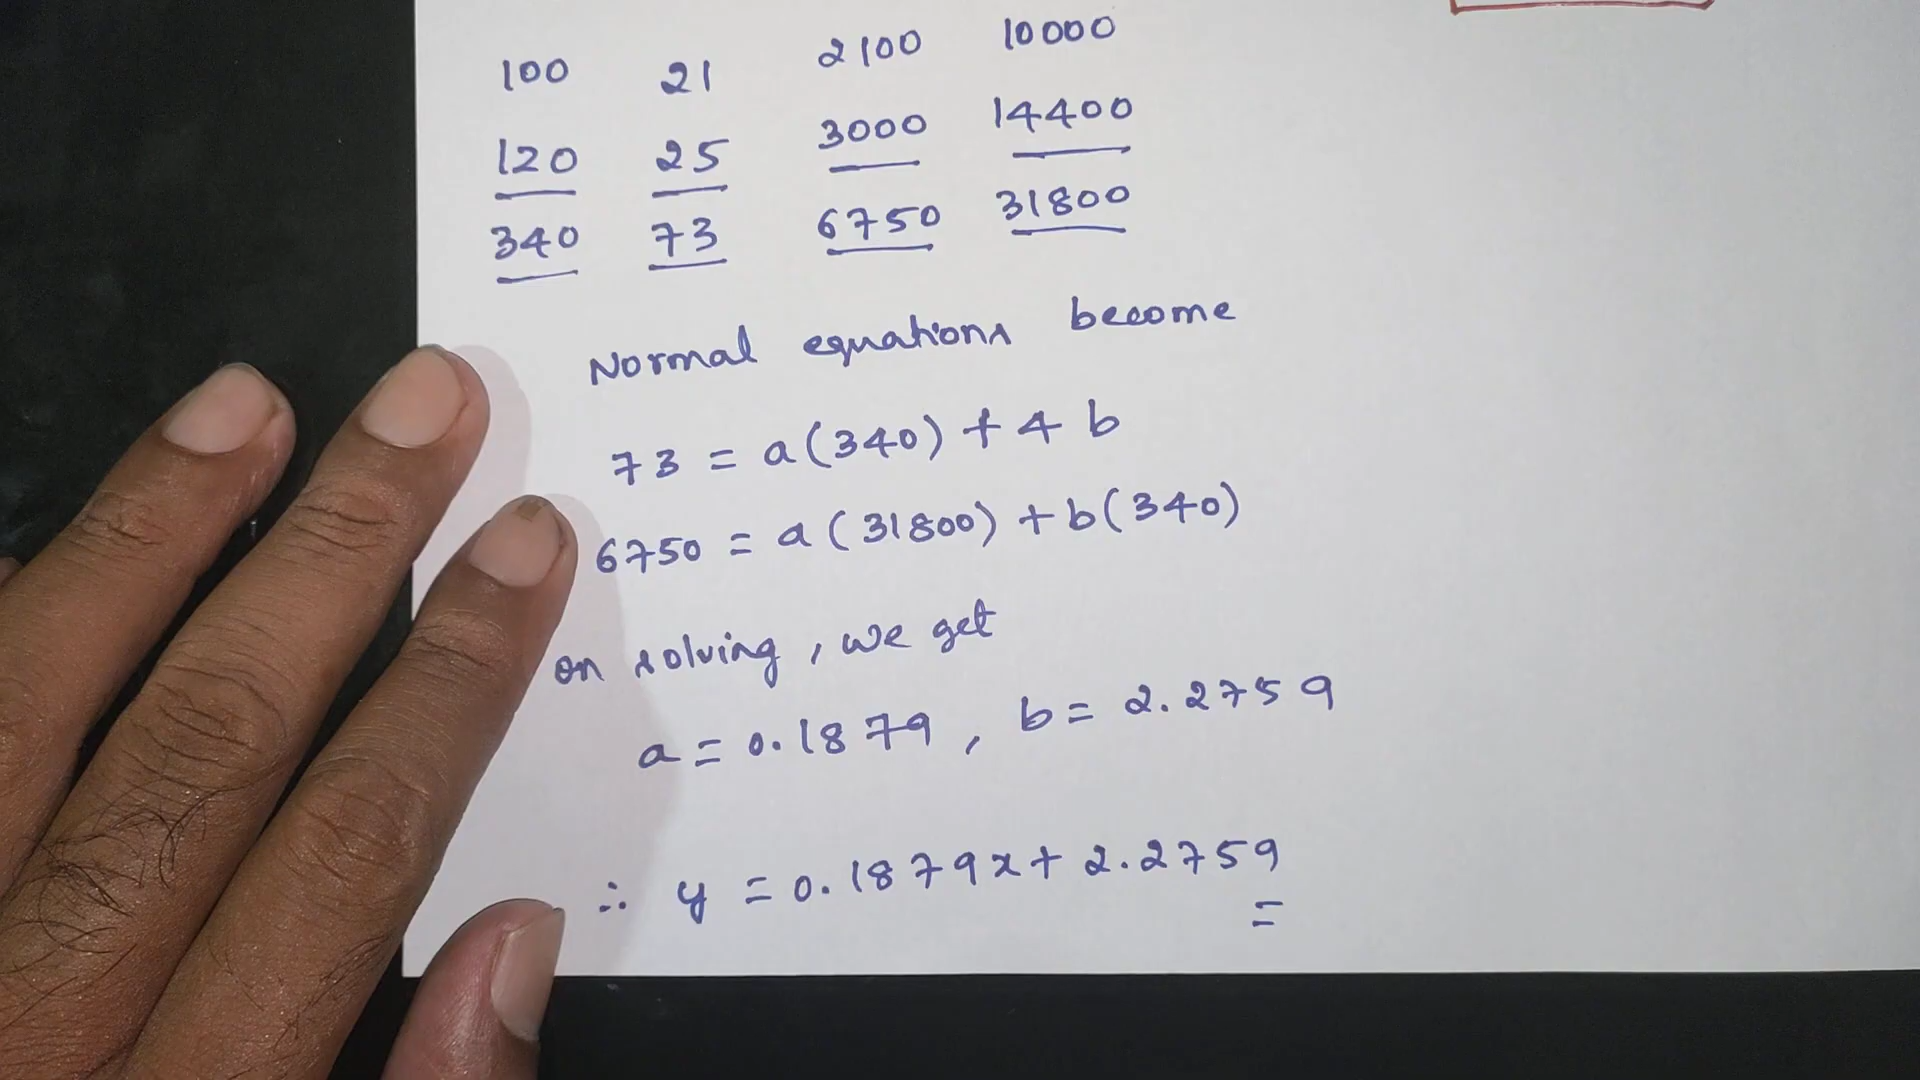 100 21 2100 10000
120 25 3000 14400
340 73 6750 31800
Normal equations become
73 = a(340) + 4 b
6750 = a(31800) + b(340)
on solving, we get
a = 0.1879, b = 2.2759
∴ y = 0.1879x + 2.2759
=